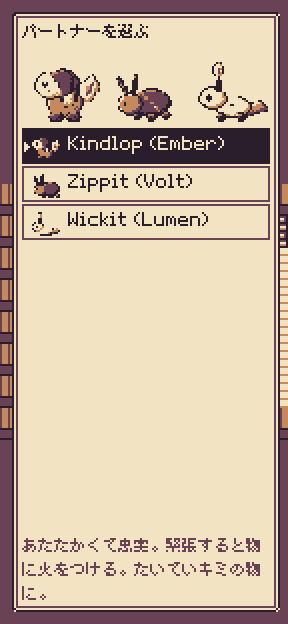 パートナーを選ぶ
Kindlop (Ember)
Zippit (Volt)
Wickit (Lumen)
あたたかくて忠実。緊張すると物
に火をつける。たいていキミの物
に。